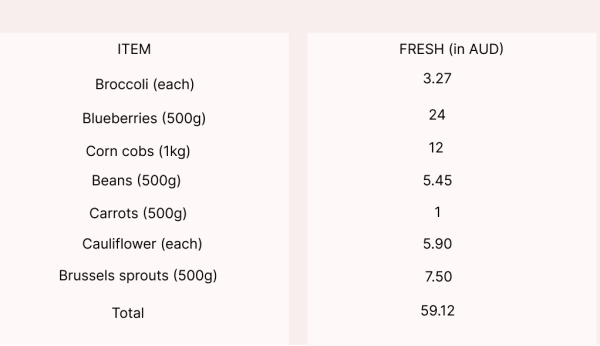 ITEM FRESH (in AUD)
Broccoli (each) 3.27
Blueberries (500g) 24
Corn cobs (1kg) 12
Beans (500g) 5.45
Carrots (500g) 1
Cauliflower (each) 5.90
Brussels sprouts (500g) 7.50
Total 59.12